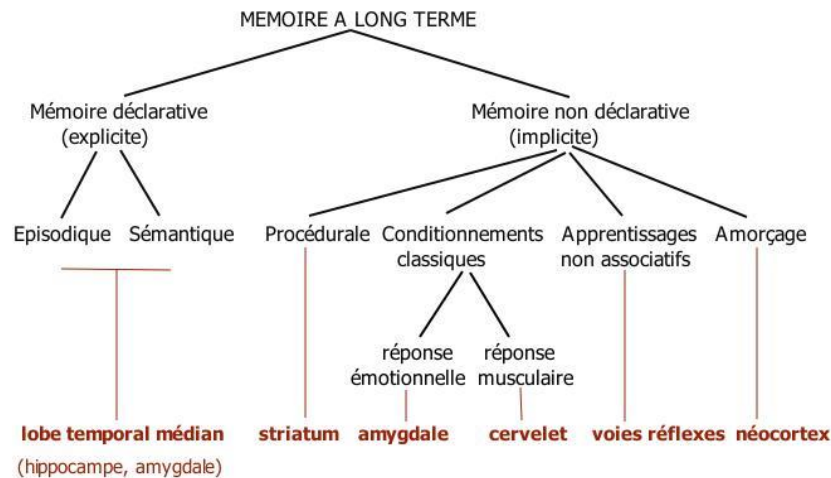 MEMOIRE A LONG TERME
Mémoire déclarative
(explicite)
Mémoire non déclarative
(implicite)
Episodique
Sémantique
Procédurale
Conditionnements
classiques
Apprentissages
non associatifs
Amorçage
réponse
émotionnelle
réponse
musculaire
lobe temporal médian
(hippocampe, amygdale)
striatum
amygdale
cervelet
voies réflexes
néocortex